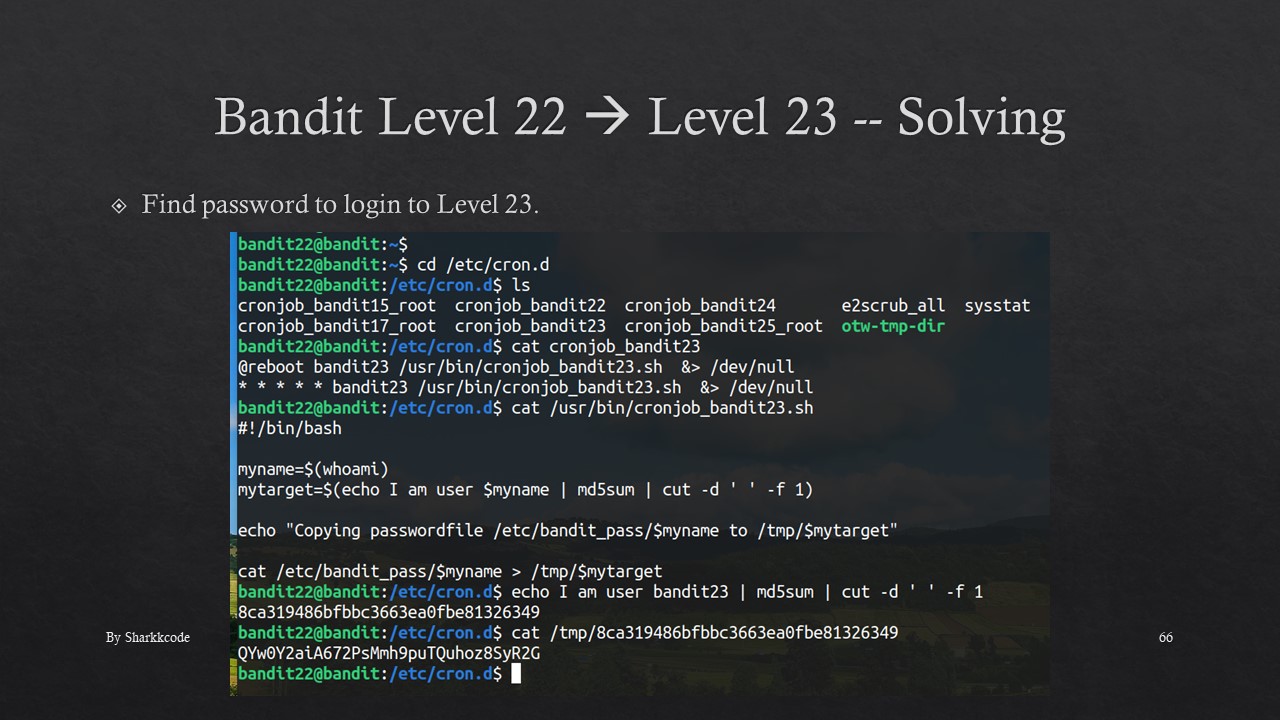 Bandit Level 22 → Level 23 -- Solving
Find password to login to Level 23.
bandit22@bandit:~$
bandit22@bandit:~$ cd /etc/cron.d
bandit22@bandit:/etc/cron.d$ ls
cronjob_bandit15_root  cronjob_bandit22  cronjob_bandit24       e2scrub_all  sysstat
cronjob_bandit17_root  cronjob_bandit23  cronjob_bandit25_root  otw-tmp-dir
bandit22@bandit:/etc/cron.d$ cat cronjob_bandit23
@reboot bandit23 /usr/bin/cronjob_bandit23.sh  &> /dev/null
* * * * * bandit23 /usr/bin/cronjob_bandit23.sh  &> /dev/null
bandit22@bandit:/etc/cron.d$ cat /usr/bin/cronjob_bandit23.sh
#!/bin/bash
myname=$(whoami)
mytarget=$(echo I am user $myname | md5sum | cut -d ' ' -f 1)
echo "Copying passwordfile /etc/bandit_pass/$myname to /tmp/$mytarget"
cat /etc/bandit_pass/$myname > /tmp/$mytarget
bandit22@bandit:/etc/cron.d$ echo I am user bandit23 | md5sum | cut -d ' ' -f 1
8ca319486bfbbc3663ea0fbe81326349
bandit22@bandit:/etc/cron.d$ cat /tmp/8ca319486bfbbc3663ea0fbe81326349
QYw0Y2aiA672PsMmh9puTQuhoz8SyR2G
bandit22@bandit:/etc/cron.d$
By Sharkkcode
66